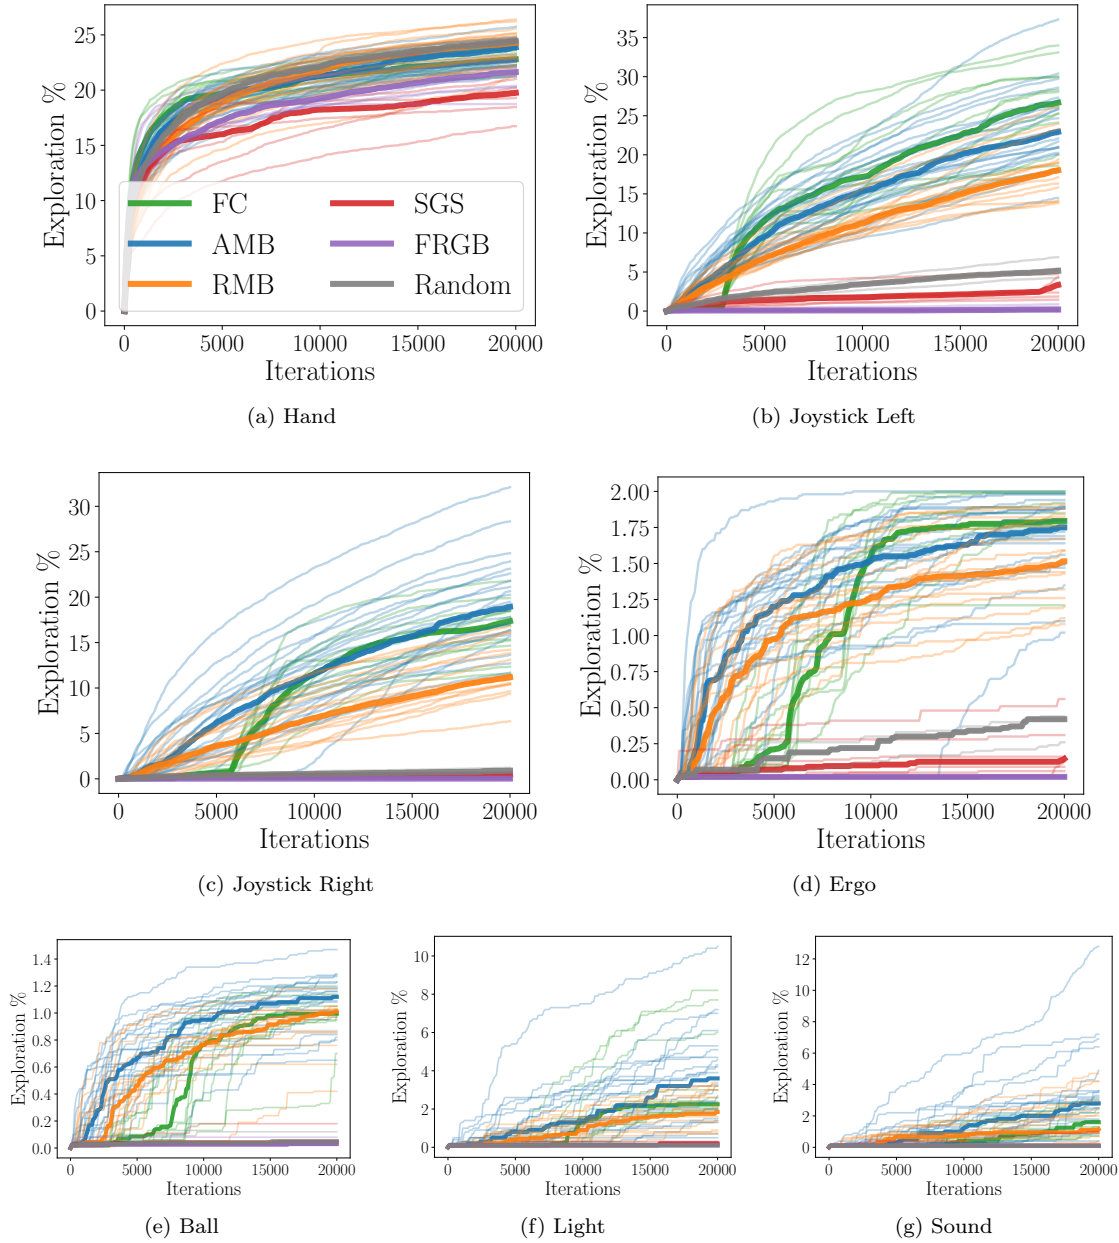 Exploration %
25
20
15
10
5
0
FC
AMB
RMB
SGS
FRGB
Random
0 5000 10000 15000 20000
Iterations
(a) Hand
Exploration %
35
30
25
20
15
10
5
0
0 5000 10000 15000 20000
Iterations
(b) Joystick Left
Exploration %
30
25
20
15
10
5
0
0 5000 10000 15000 20000
Iterations
(c) Joystick Right
Exploration %
2.00
1.75
1.50
1.25
1.00
0.75
0.50
0.25
0.00
0 5000 10000 15000 20000
Iterations
(d) Ergo
Exploration %
1.4
1.2
1.0
0.8
0.6
0.4
0.2
0.0
0 5000 10000 15000 20000
Iterations
(e) Ball
Exploration %
10
8
6
4
2
0
0 5000 10000 15000 20000
Iterations
(f) Light
Exploration %
12
10
8
6
4
2
0
0 5000 10000 15000 20000
Iterations
(g) Sound